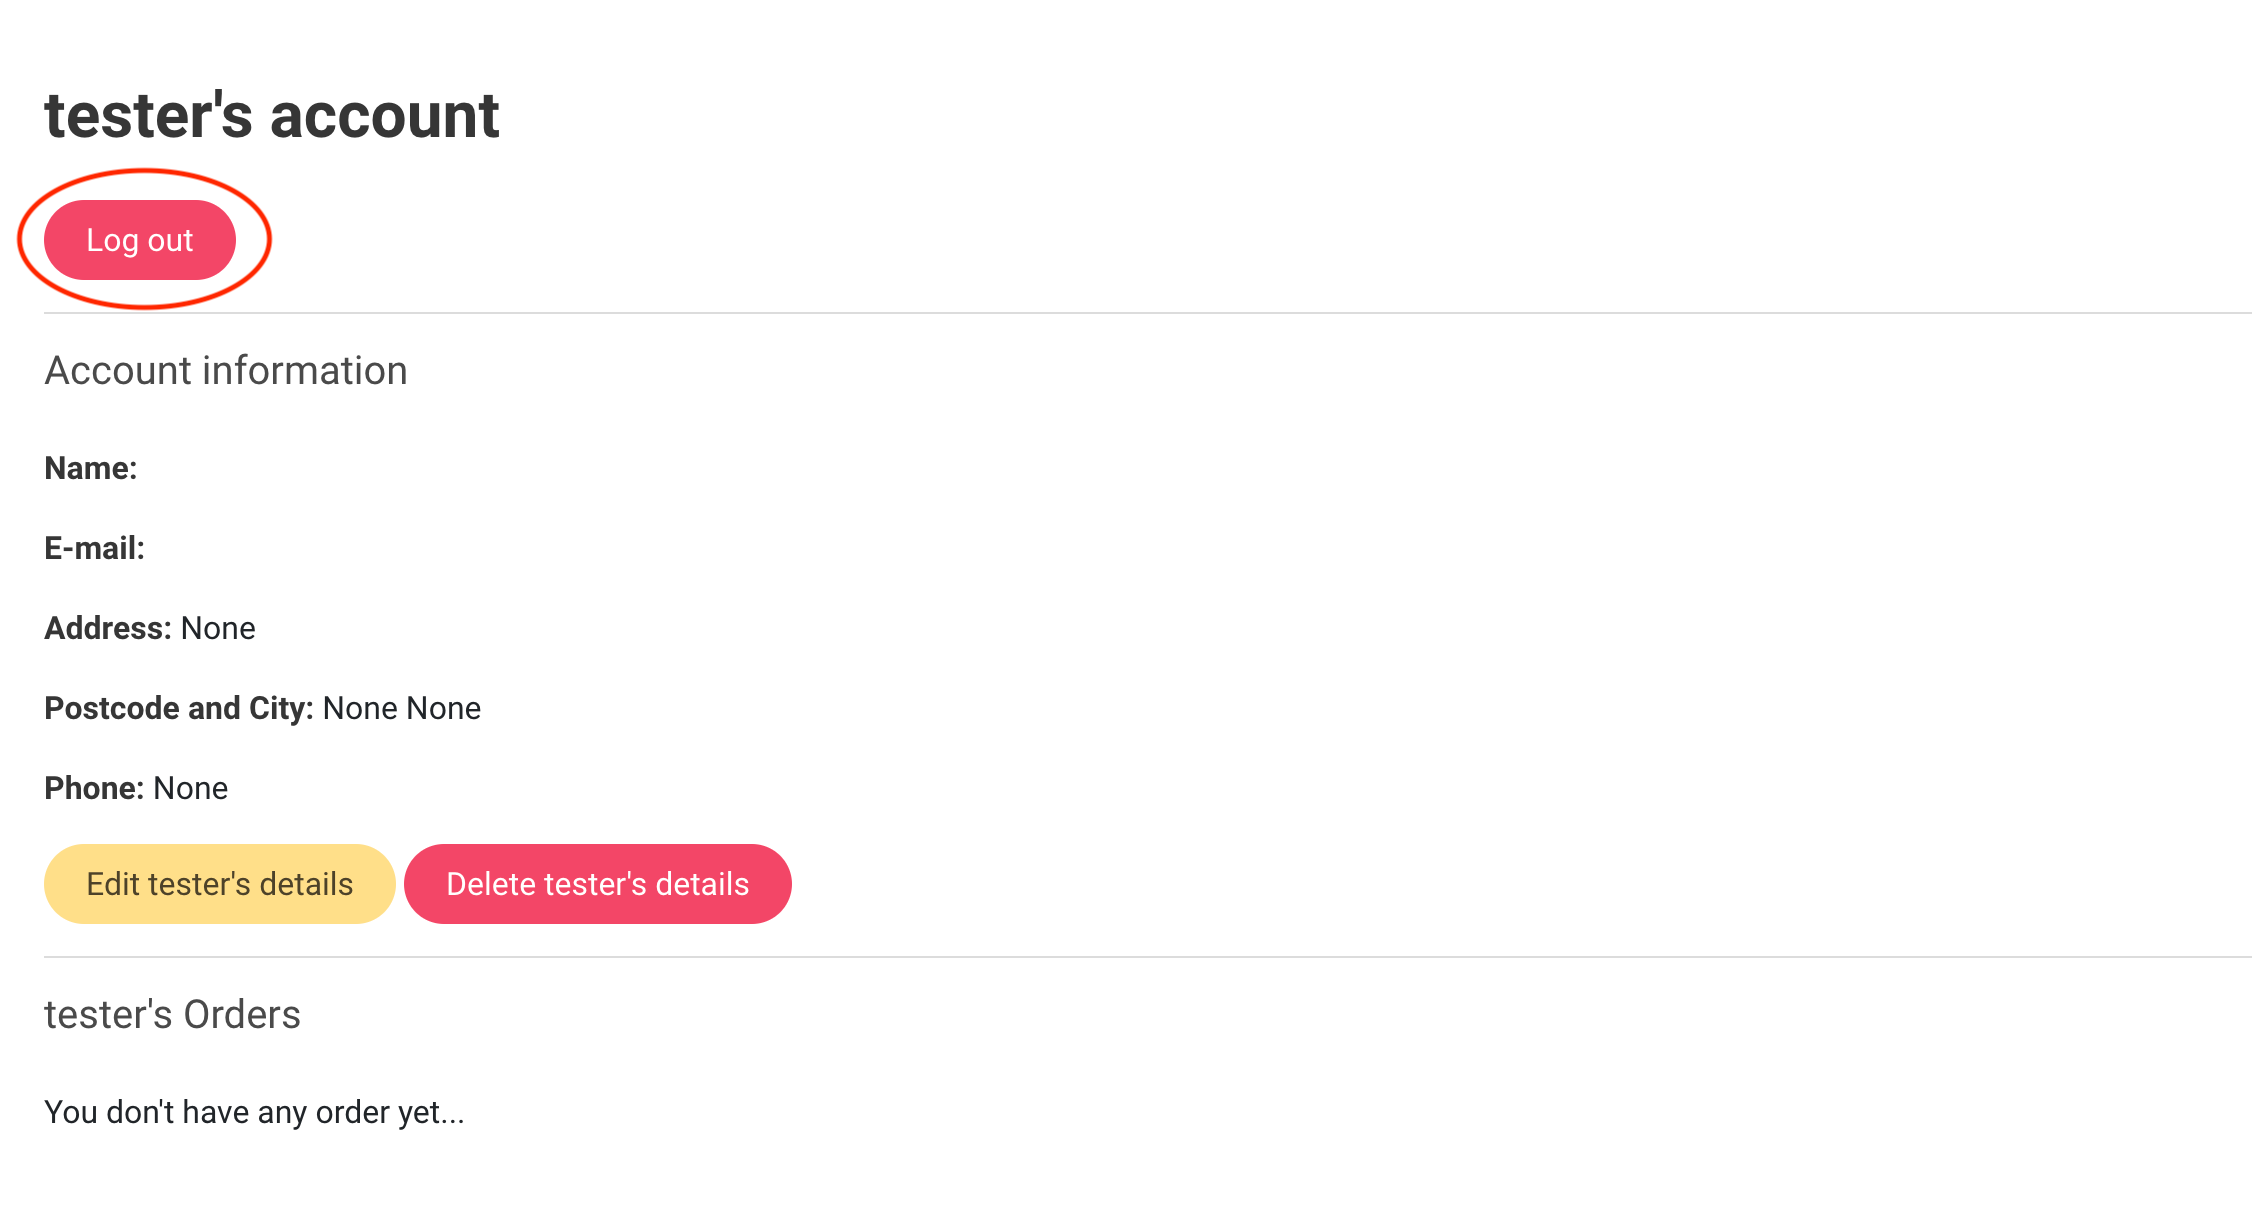 tester's account
Log out
Account information
Name:
E-mail:
Address: None
Postcode and City: None None
Phone: None
Edit tester's details Delete tester's details
tester's Orders
You don't have any order yet...